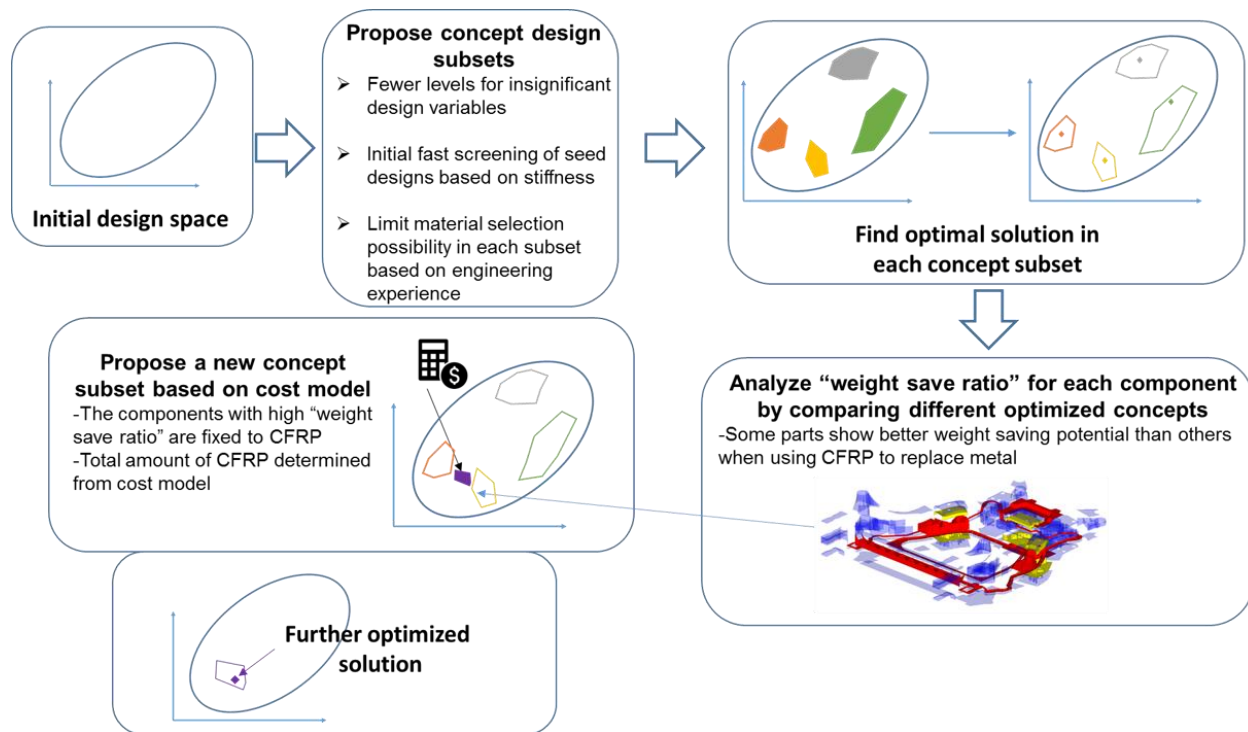 Initial design space
Propose concept design
subsets
➢ Fewer levels for insignificant
design variables
➢ Initial fast screening of seed
designs based on stiffness
➢ Limit material selection
possibility in each subset
based on engineering
experience
Find optimal solution in
each concept subset
Analyze “weight save ratio” for each component
by comparing different optimized concepts
-Some parts show better weight saving potential than others
when using CFRP to replace metal
Propose a new concept
subset based on cost model
-The components with high “weight
save ratio” are fixed to CFRP
-Total amount of CFRP determined
from cost model
$
Further optimized
solution